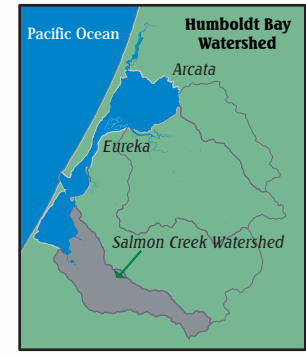 Pacific Ocean
Humboldt Bay
Watershed
Arcata
Eureka
Salmon Creek Watershed